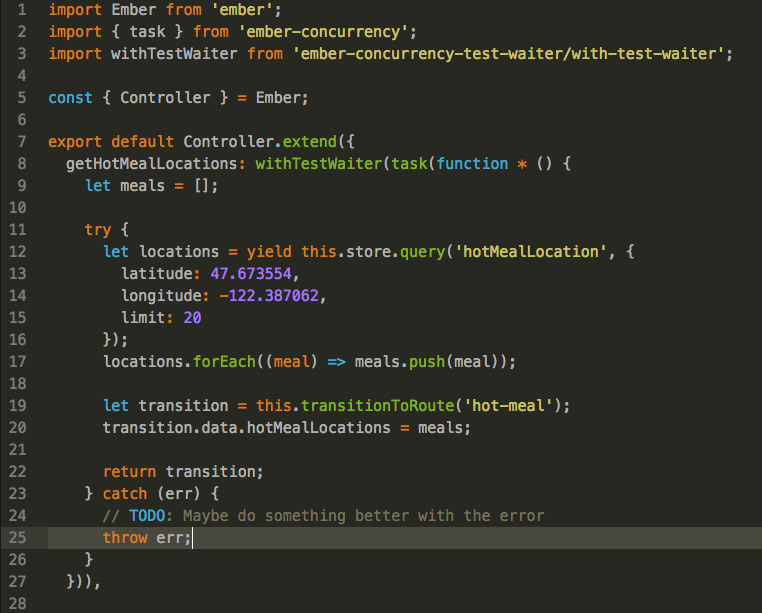 1 import Ember from 'ember';
2 import { task } from 'ember-concurrency';
3 import withTestWaiter from 'ember-concurrency-test-waiter/with-test-waiter';
4
5 const { Controller } = Ember;
6
7 export default Controller.extend({
8   getHotMealLocations: withTestWaiter(task(function * () {
9     let meals = [];
10
11     try {
12       let locations = yield this.store.query('hotMealLocation', {
13         latitude: 47.673554,
14         longitude: -122.387062,
15         limit: 20
16       });
17       locations.forEach((meal) => meals.push(meal));
18
19       let transition = this.transitionToRoute('hot-meal');
20       transition.data.hotMealLocations = meals;
21
22       return transition;
23     } catch (err) {
24       // TODO: Maybe do something better with the error
25       throw err;
26     }
27   })),
28